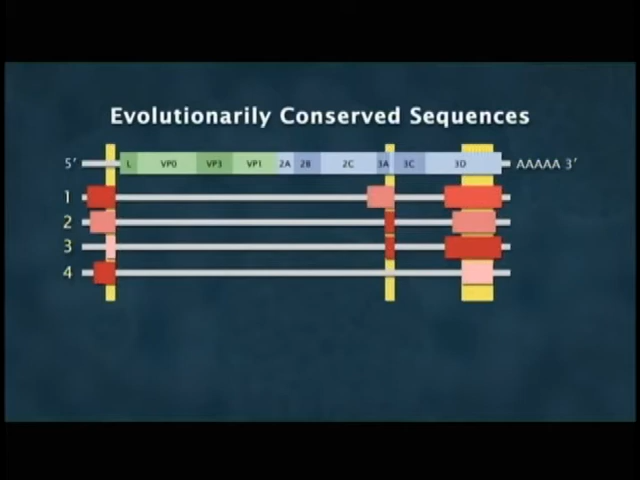 Evolutionarily Conserved Sequences
5' L VP0 VP3 VP1 2A 2B 2C 3A 3C 3D AAAAA 3'
1
2
3
4